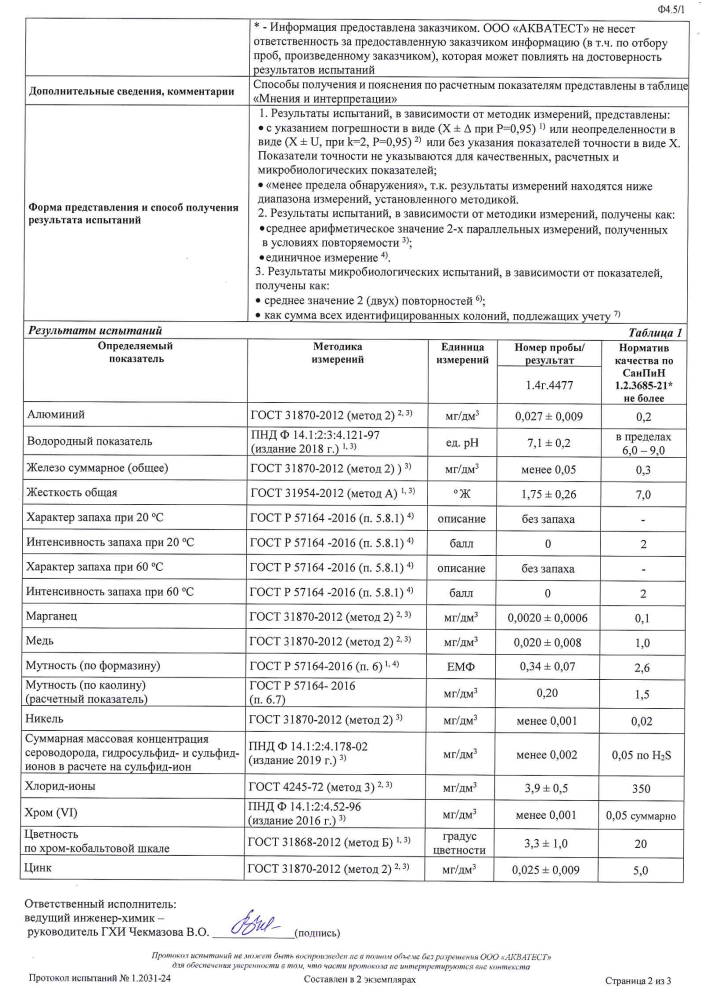 Ф4.5/1
* - Информация предоставлена заказчиком. ООО «АКВАТЕСТ» не несет
ответственность за предоставленную заказчиком информацию (в т.ч. по отбору
проб, произведенному заказчиком), которая может повлиять на достоверность
результатов испытаний
Дополнительные сведения, комментарии
Способы получения и пояснения по расчетным показателям представлены в таблице
«Мнения и интерпретации»
Форма представления и способ получения
результата испытаний
1. Результаты испытаний, в зависимости от методик измерений, представлены:
• с указанием погрешности в виде (X ± Δ при P=0,95) 1) или неопределенности в
виде (X ± U, при k=2, P=0,95) 2) или без указания показателей точности в виде X.
Показатели точности не указываются для качественных, расчетных и
микробиологических показателей;
• «менее предела обнаружения», т.к. результаты измерений находятся ниже
диапазона измерений, установленного методикой.
2. Результаты испытаний, в зависимости от методики измерений, получены как:
• среднее арифметическое значение 2-х параллельных измерений, полученных
в условиях повторяемости 3);
• единичное измерение 4).
3. Результаты микробиологических испытаний, в зависимости от показателей,
получены как:
• среднее значение 2 (двух) повторностей 6);
• как сумма всех идентифицированных колоний, подлежащих учету 7)
Результаты испытаний Таблица 1
Определяемый
показатель
Методика
измерений
Единица
измерений
Номер пробы/
результат
1.4г.4477
Норматив
качества по
СанПиН
1.2.3685-21*
не более
Алюминий ГОСТ 31870-2012 (метод 2) 2, 3) мг/дм3 0,027 ± 0,009 0,2
Водородный показатель ПНД Ф 14.1:2:3:4.121-97
(издание 2018 г.) 1, 3) ед. pH 7,1 ± 0,2 в пределах
6,0 – 9,0
Железо суммарное (общее) ГОСТ 31870-2012 (метод 2) ) 3) мг/дм3 менее 0,05 0,3
Жесткость общая ГОСТ 31954-2012 (метод А) 1, 3) ºЖ 1,75 ± 0,26 7,0
Характер запаха при 20 ºС ГОСТ Р 57164 -2016 (п. 5.8.1) 4) описание без запаха -
Интенсивность запаха при 20 ºС ГОСТ Р 57164 -2016 (п. 5.8.1) 4) балл 0 2
Характер запаха при 60 ºС ГОСТ Р 57164 -2016 (п. 5.8.1) 4) описание без запаха -
Интенсивность запаха при 60 ºС ГОСТ Р 57164 -2016 (п. 5.8.1) 4) балл 0 2
Марганец ГОСТ 31870-2012 (метод 2) 2, 3) мг/дм3 0,0020 ± 0,0006 0,1
Медь ГОСТ 31870-2012 (метод 2) 2, 3) мг/дм3 0,020 ± 0,008 1,0
Мутность (по формазину) ГОСТ Р 57164-2016 (п. 6) 1, 4) ЕМФ 0,34 ± 0,07 2,6
Мутность (по каолину)
(расчетный показатель) ГОСТ Р 57164- 2016
(п. 6.7) мг/дм3 0,20 1,5
Никель ГОСТ 31870-2012 (метод 2) 3) мг/дм3 менее 0,001 0,02
Суммарная массовая концентрация
сероводорода, гидросульфид- и сульфид-
ионов в расчете на сульфид-ион ПНД Ф 14.1:2:4.178-02
(издание 2019 г.) 3) мг/дм3 менее 0,002 0,05 по H2S
Хлорид-ионы ГОСТ 4245-72 (метод 3) 2, 3) мг/дм3 3,9 ± 0,5 350
Хром (VI) ПНД Ф 14.1:2:4.52-96
(издание 2016 г.) 3) мг/дм3 менее 0,001 0,05 суммарно
Цветность
по хром-кобальтовой шкале ГОСТ 31868-2012 (метод Б) 1, 3) градус
цветности 3,3 ± 1,0 20
Цинк ГОСТ 31870-2012 (метод 2) 2, 3) мг/дм3 0,025 ± 0,009 5,0
Ответственный исполнитель:
ведущий инженер-химик –
руководитель ГХИ Чекмазова В.О. (подпись)
Протокол испытаний не может быть воспроизведен не в полном объеме без разрешения ООО «АКВАТЕСТ»
для обеспечения уверенности в том, что части протокола не интерпретируются вне контекста
Протокол испытаний № 1.2031-24 Составлен в 2 экземплярах Страница 2 из 3